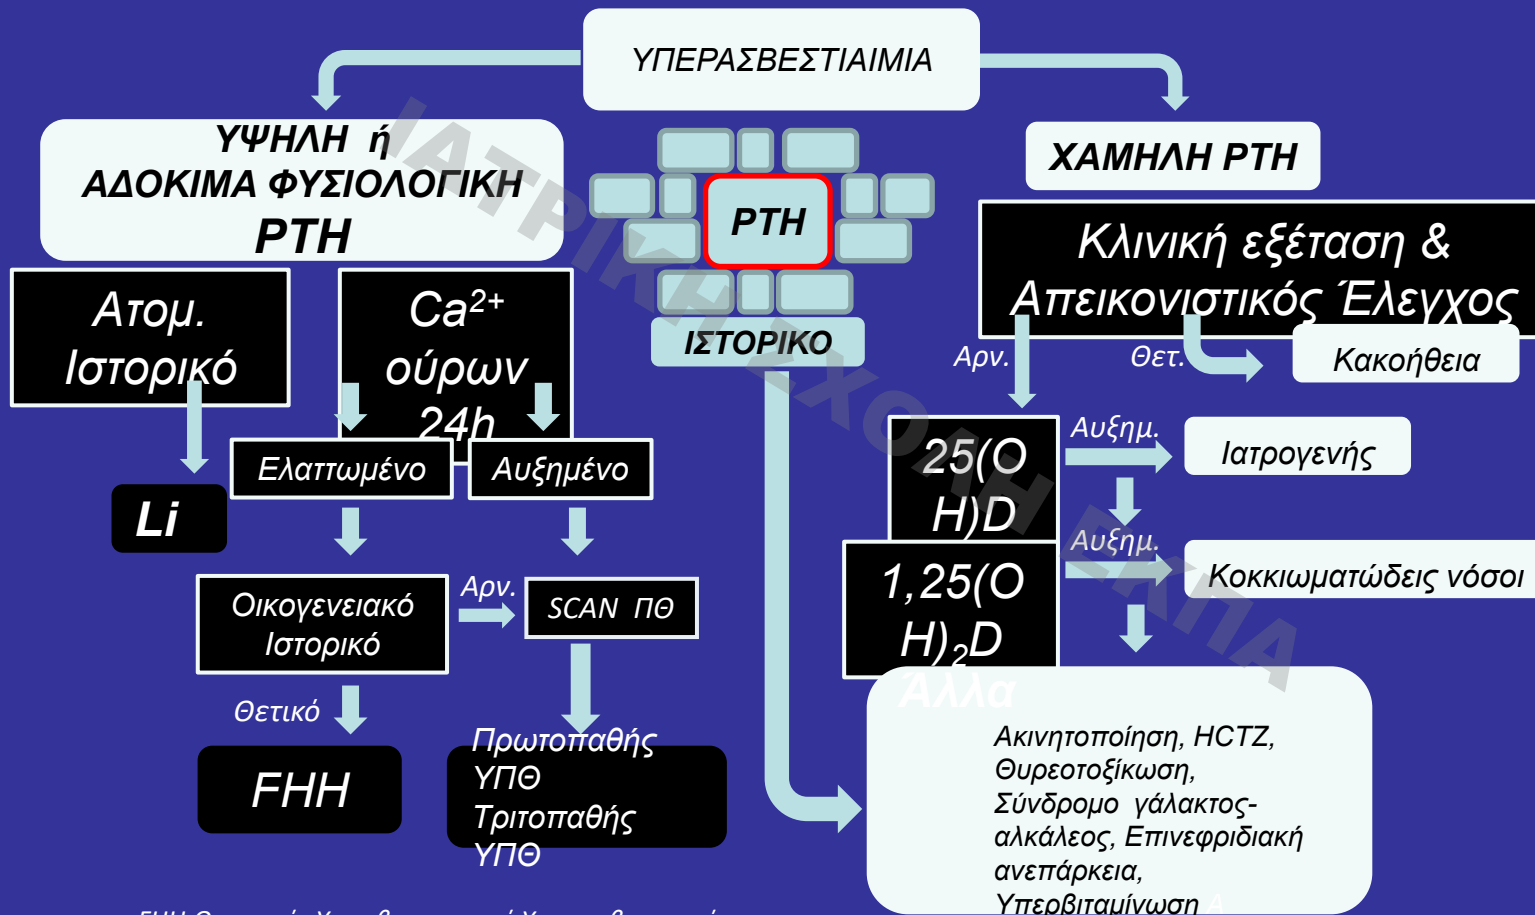 ΥΠΕΡΑΣΒΕΣΤΙΑΙΜΙΑ
ΥΨΗΛΗ ή
ΑΔΟΚΙΜΑ ΦΥΣΙΟΛΟΓΙΚΗ
PTH
Ατομ.
Ιστορικό
Ca²⁺
ούρων
24h
Li
Ελαττωμένο
Αυξημένο
Οικογενειακό
Ιστορικό
Αρν.
SCAN ΠΘ
Θετικό
FHH
Πρωτοπαθής
ΥΠΘ
Τριτοπαθής
ΥΠΘ
PTH
ΙΣΤΟΡΙΚΟ
ΧΑΜΗΛΗ PTH
Κλινική εξέταση &
Απεικονιστικός Έλεγχος
Αρν.
Θετ.
Κακοήθεια
25(O
H)D
Αυξημ.
Ιατρογενής
1,25(O
H)₂D
Αυξημ.
Κοκκιωματώδεις νόσοι
Άλλα
Ακινητοποίηση, HCTZ,
Θυρεοτοξίκωση,
Σύνδρομο γάλακτος-
αλκάλεος, Επινεφριδιακή
ανεπάρκεια,
Υπερβιταμίνωση Α
ΙΑΤΡΙΚΗ ΣΧΟΛΗ ΕΚΠΑ